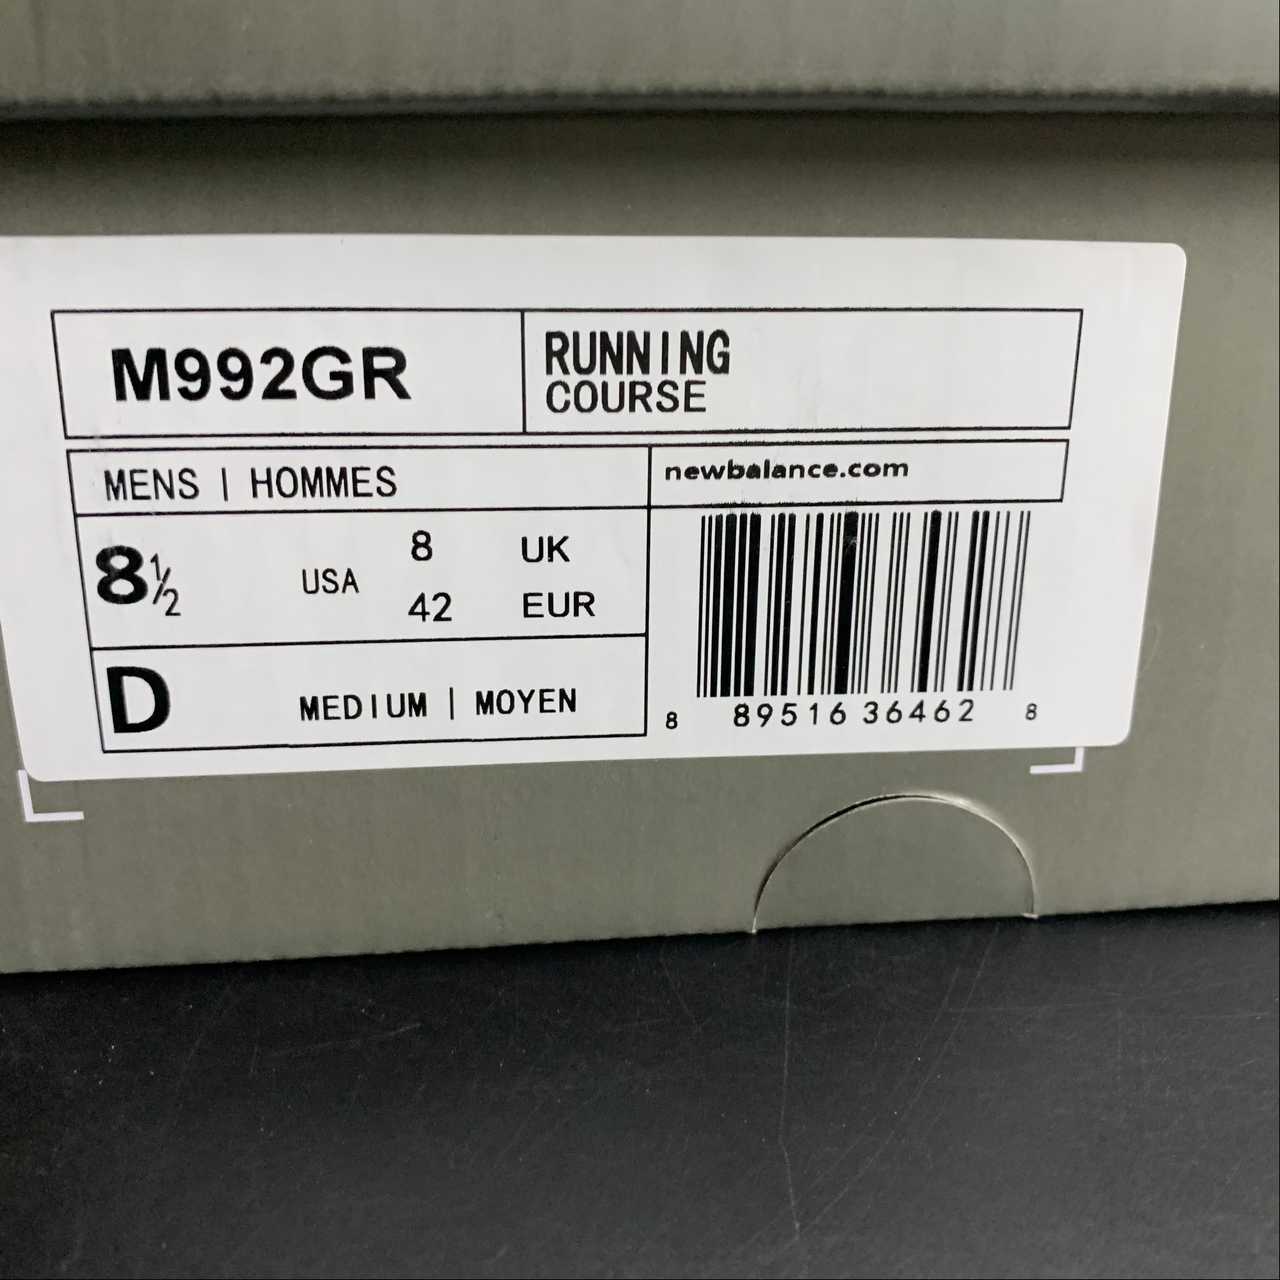 M992GR
RUNNING
COURSE
MENS | HOMMES
newbalance.com
8½ USA 8 UK
42 EUR
D MEDIUM | MOYEN
8 89516 36462 8